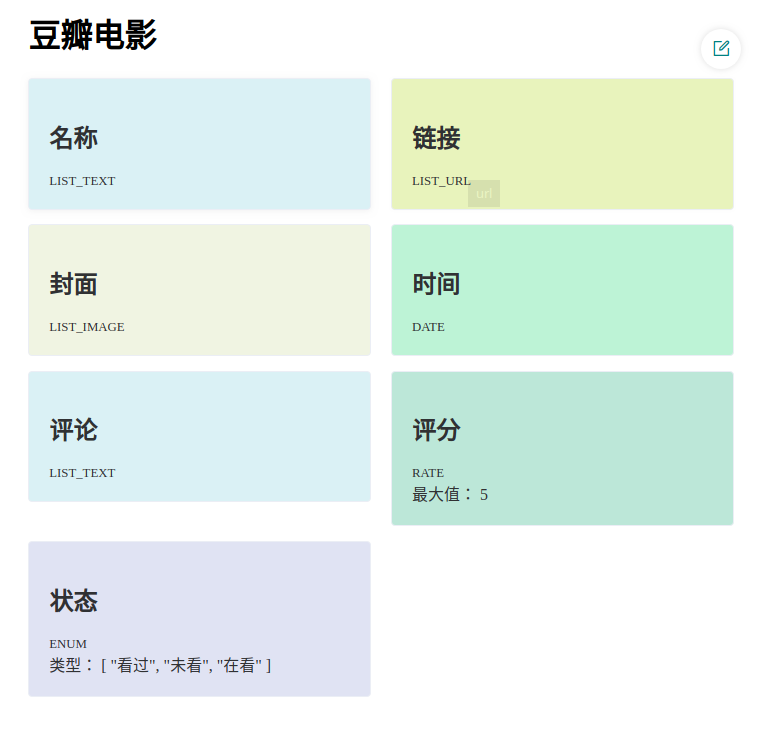 豆瓣电影
名称
LIST_TEXT
链接
LIST_URL
url
封面
LIST_IMAGE
时间
DATE
评论
LIST_TEXT
评分
RATE
最大值： 5
状态
ENUM
类型： [ "看过", "未看", "在看" ]